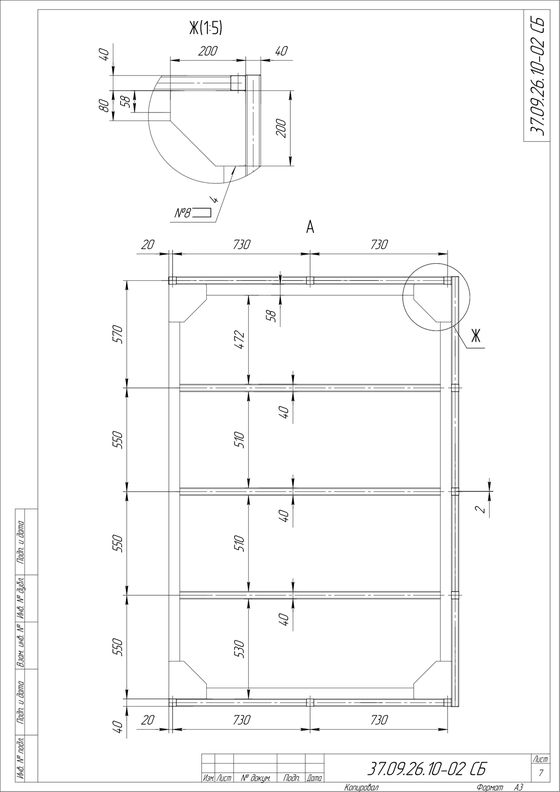 Ж(1:5)
37.09.26.10-02 СБ
200
40
40
80
58
200
№8
4
А
20
730
730
570
472
58
Ж
40
550
510
40
550
510
2
40
550
530
40
20
730
730
Подп. и дата
Инв. № дубл.
Взам. инв. №
Подп. и дата
Инв. № подл.
Изм. Лист № докум. Подп. Дата
37.09.26.10-02 СБ
Лист
7
Копировал
Формат А3